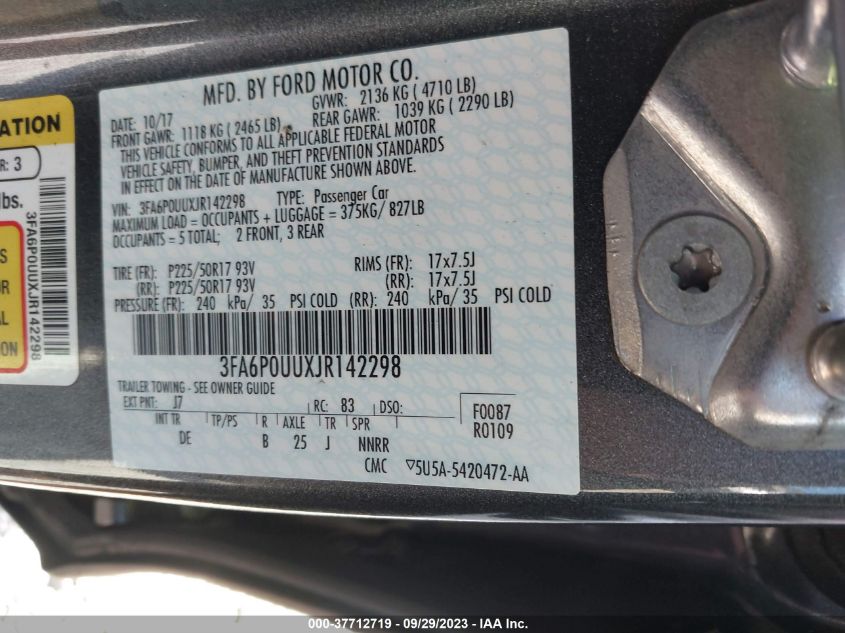 MFD. BY FORD MOTOR CO.
DATE: 10/17 GVWR: 2136 KG ( 4710 LB)
FRONT GAWR: 1118 KG ( 2465 LB) REAR GAWR: 1039 KG ( 2290 LB)
THIS VEHICLE CONFORMS TO ALL APPLICABLE FEDERAL MOTOR
VEHICLE SAFETY, BUMPER, AND THEFT PREVENTION STANDARDS
IN EFFECT ON THE DATE OF MANUFACTURE SHOWN ABOVE.
VIN: 3FA6P0UUXJR142298 TYPE: Passenger Car
MAXIMUM LOAD = OCCUPANTS + LUGGAGE = 375KG/ 827LB
OCCUPANTS = 5 TOTAL; 2 FRONT, 3 REAR
TIRE (FR): P225/50R17 93V RIMS (FR): 17x7.5J
(RR): P225/50R17 93V (RR): 17x7.5J
PRESSURE (FR): 240 kPa/ 35 PSI COLD (RR): 240 kPa/ 35 PSI COLD
3FA6P0UUXJR142298
TRAILER TOWING - SEE OWNER GUIDE
EXT PNT: J7 RC: 83 DSO:
INT TR TP/PS R AXLE TR SPR
DE B 25 J NNRR
F0087
R0109
CMC ▽5U5A-5420472-AA
ATION
R: 3
lbs.
S
OR
AL
ION
3FA6P0UUXJR142298
000-37712719 - 09/29/2023 - IAAI.COM